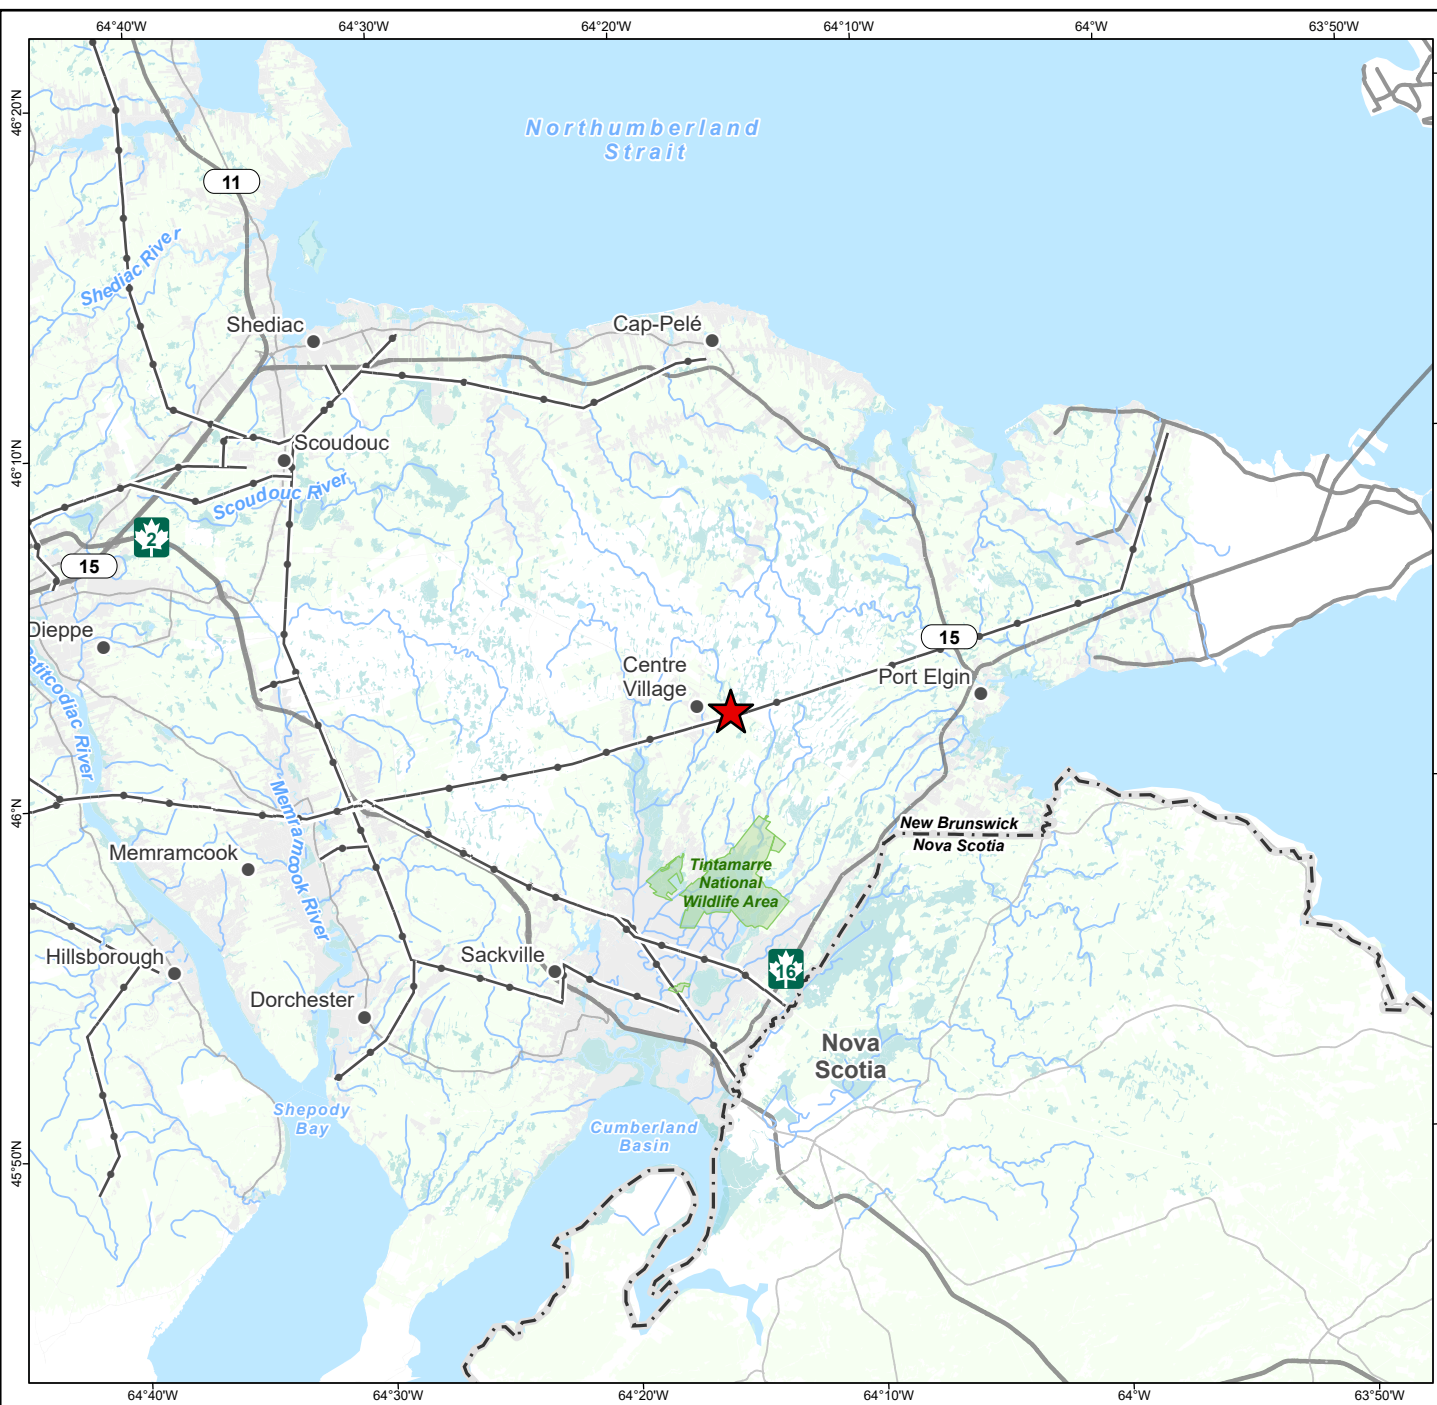 64°40'W
64°30'W
64°20'W
64°10'W
64°W
63°50'W
46°20'N
Northumberland
Strait
11
Shediac River
Shediac
Cap-Pelé
Scoudouc
46°10'N
Scoudouc River
2
15
Dieppe
15
Centre
Village
Port Elgin
Petitcodiac River
Memramcook River
46°N
New Brunswick
Nova Scotia
Memramcook
Tintamarre
National
Wildlife Area
Hillsborough
Sackville
16
Dorchester
Nova
Scotia
Shepody
Bay
Cumberland
Basin
45°50'N
64°40'W
64°30'W
64°20'W
64°10'W
64°W
63°50'W